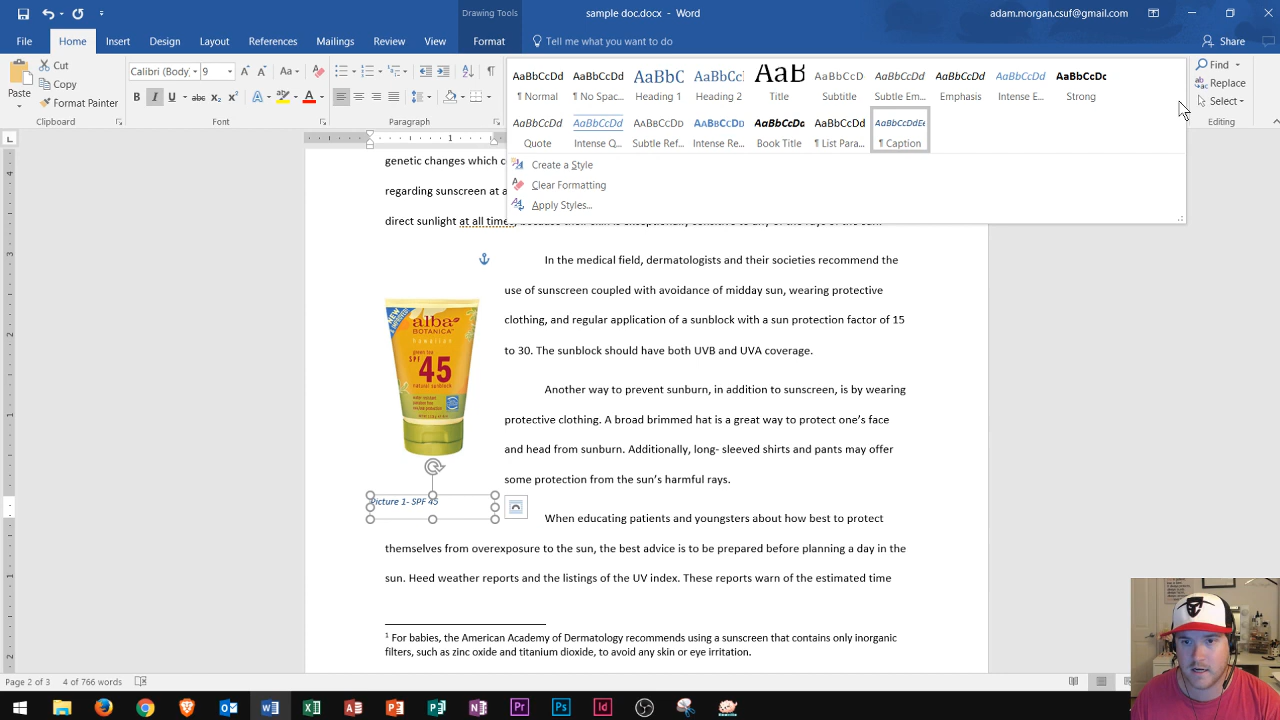 Drawing Tools
sample doc.docx - Word
adam.morgan.csuf@gmail.com
File Home Insert Design Layout References Mailings Review View Format Tell me what you want to do Share
Paste Cut Copy Format Painter
Clipboard
Calibri (Body) 9
Font
Paragraph
AaBbCcDd AaBbCcDd AaBbC AaBbCc AaB AaBbCcD AaBbCcDd AaBbCcDd AaBbCcDd AaBbCcDc
¶ Normal ¶ No Spac... Heading 1 Heading 2 Title Subtitle Subtle Em... Emphasis Intense E... Strong
AaBbCcDd AaBbCcDd AaBbCcDd AaBbCcDd AaBbCcDd AaBbCcDd AaBbCcDdEe
Quote Intense Q... Subtle Ref... Intense Re... Book Title ¶ List Para... ¶ Caption
Create a Style
Clear Formatting
Apply Styles...
Find
Replace
Select
Editing
genetic changes which c
regarding sunscreen at a
direct sunlight at all times, because their skin is exceptionally sensitive to any of the rays of the sun.
In the medical field, dermatologists and their societies recommend the
use of sunscreen coupled with avoidance of midday sun, wearing protective
clothing, and regular application of a sunblock with a sun protection factor of 15
to 30. The sunblock should have both UVB and UVA coverage.
Another way to prevent sunburn, in addition to sunscreen, is by wearing
protective clothing. A broad brimmed hat is a great way to protect one's face
and head from sunburn. Additionally, long- sleeved shirts and pants may offer
some protection from the sun's harmful rays.
NEW
alba
BOTANICA
hawaiian
green tea
SPF 45
natural sunblock
Picture 1- SPF 45
When educating patients and youngsters about how best to protect
themselves from overexposure to the sun, the best advice is to be prepared before planning a day in the
sun. Heed weather reports and the listings of the UV index. These reports warn of the estimated time
1 For babies, the American Academy of Dermatology recommends using a sunscreen that contains only inorganic
filters, such as zinc oxide and titanium dioxide, to avoid any skin or eye irritation.
Page 2 of 3 4 of 766 words